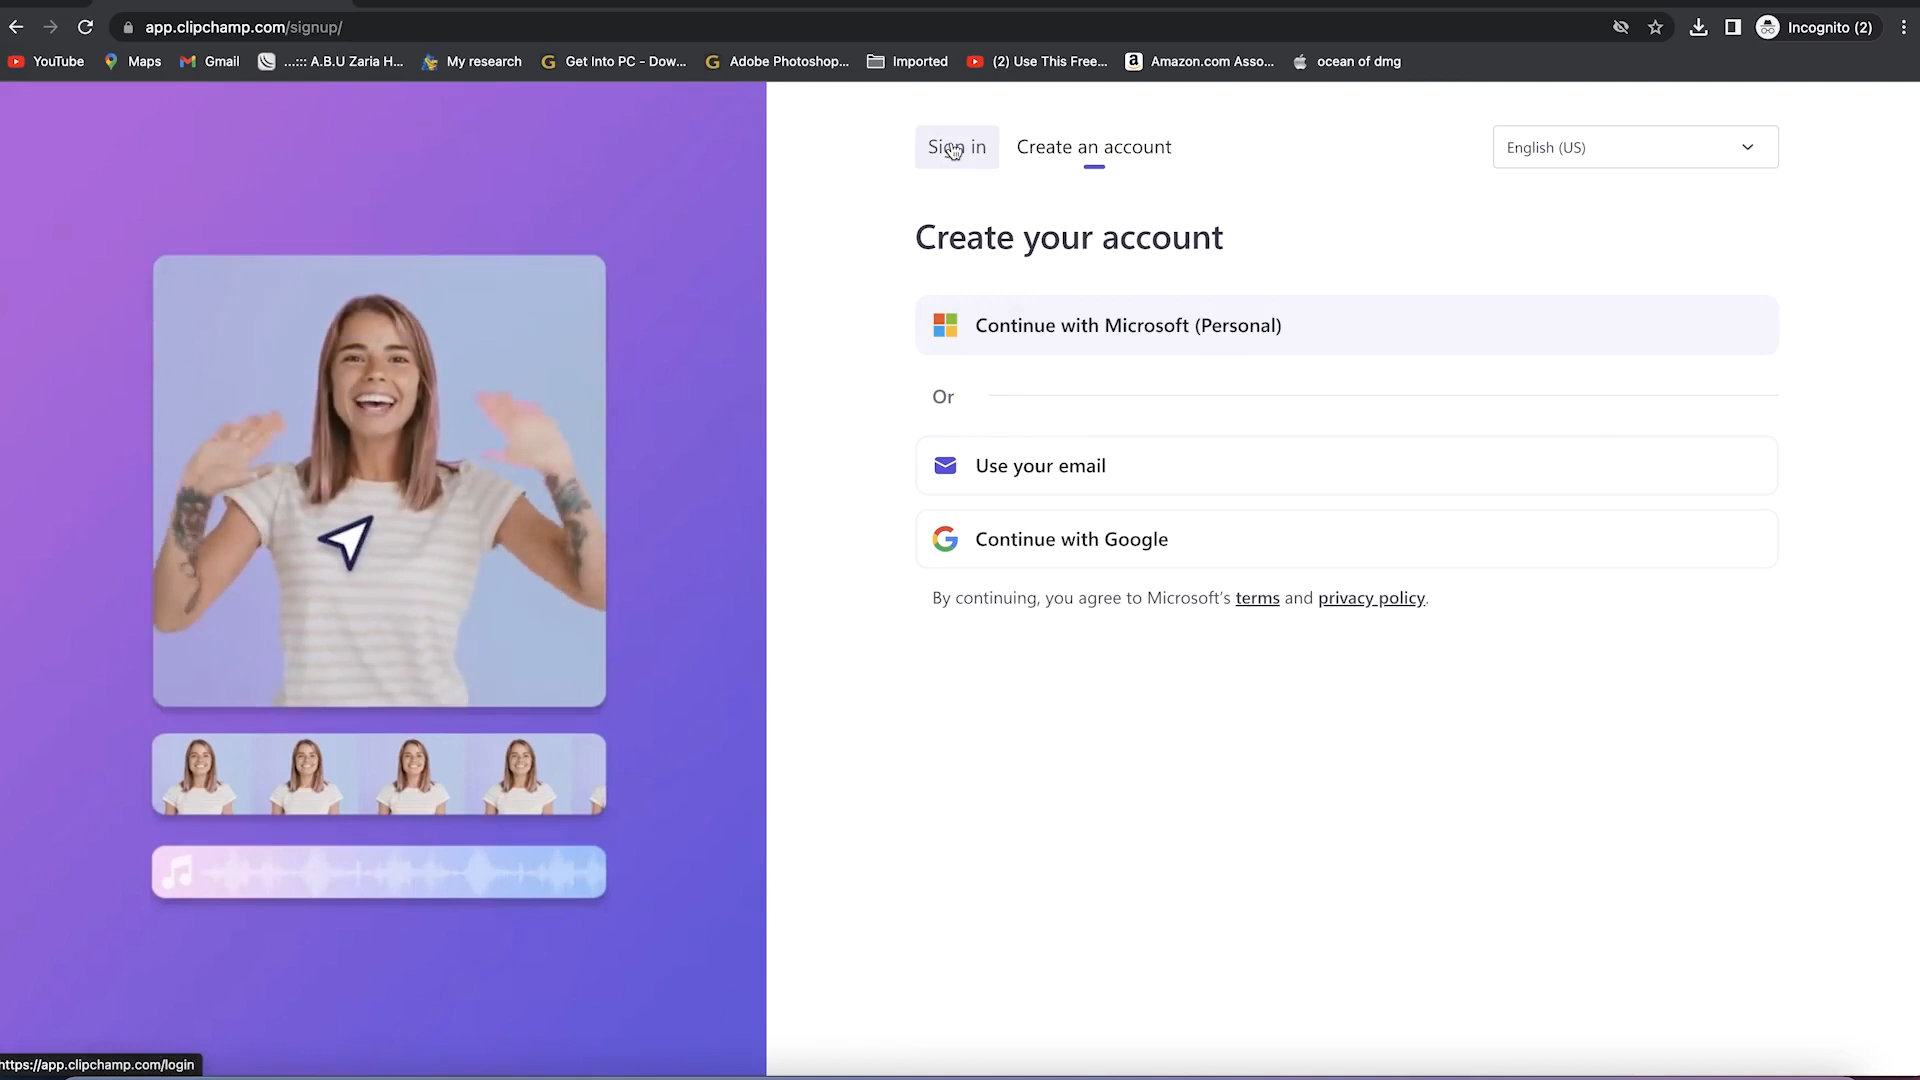 app.clipchamp.com/signup/
Incognito (2)
YouTube Maps Gmail ...::: A.B.U Zaria H... My research Get Into PC - Dow... Adobe Photoshop... Imported (2) Use This Free... Amazon.com Asso... ocean of dmg
Sign in Create an account English (US)
Create your account
Continue with Microsoft (Personal)
Or
Use your email
Continue with Google
By continuing, you agree to Microsoft's terms and privacy policy.
https://app.clipchamp.com/login